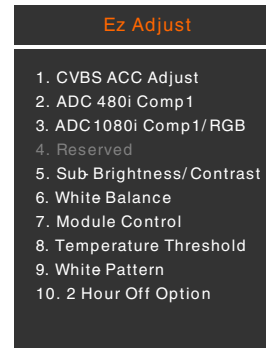 Ez Adjust
1. CVBS ACC Adjust
2. ADC 480i Comp1
3. ADC 1080i Comp1/RGB
4. Reserved
5. Sub-Brightness/Contrast
6. White Balance
7. Module Control
8. Temperature Threshold
9. White Pattern
10. 2 Hour Off Option